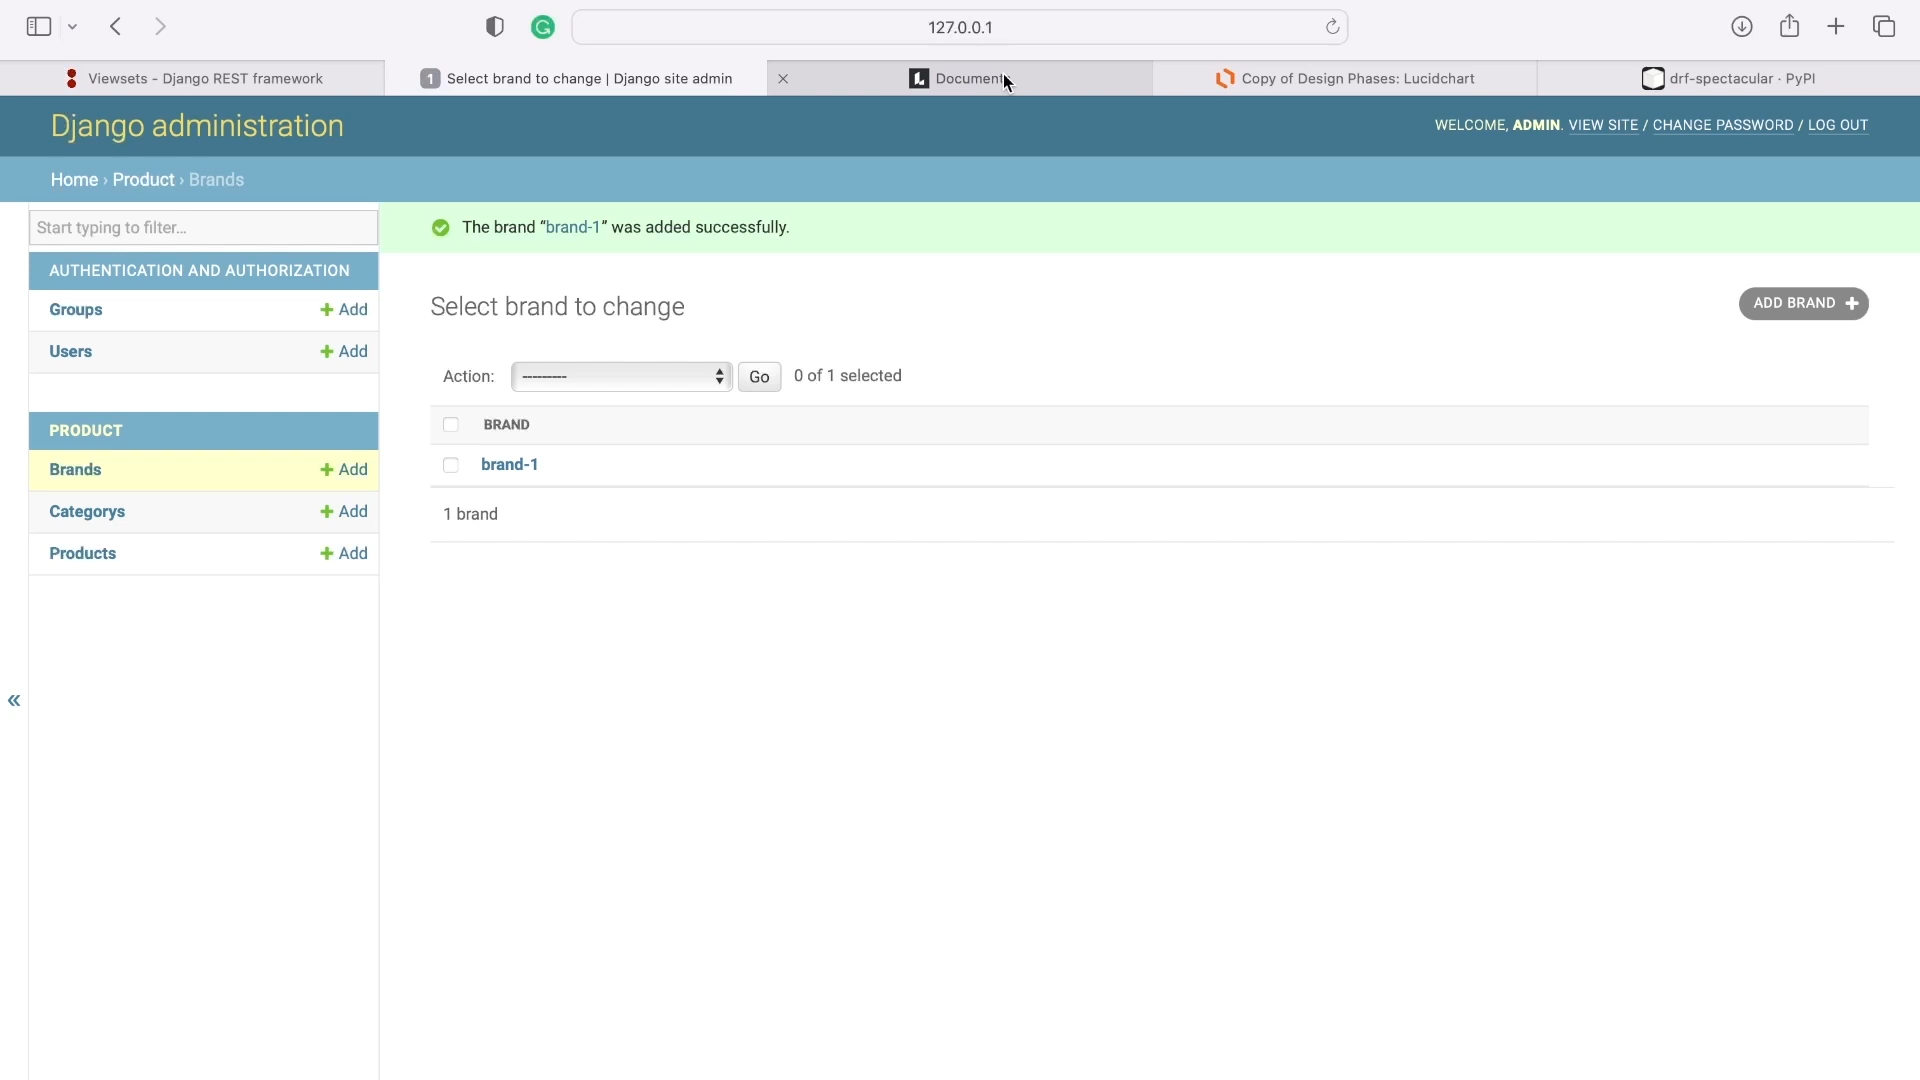 127.0.0.1
Viewsets - Django REST framework
1 Select brand to change | Django site admin
Documents
Copy of Design Phases: Lucidchart
drf-spectacular · PyPI
Django administration
WELCOME, ADMIN. VIEW SITE / CHANGE PASSWORD / LOG OUT
Home › Product › Brands
Start typing to filter...
The brand “brand-1” was added successfully.
AUTHENTICATION AND AUTHORIZATION
Groups + Add
Users + Add
PRODUCT
Brands + Add
Categorys + Add
Products + Add
«
Select brand to change
ADD BRAND +
Action: --------- Go 0 of 1 selected
BRAND
brand-1
1 brand